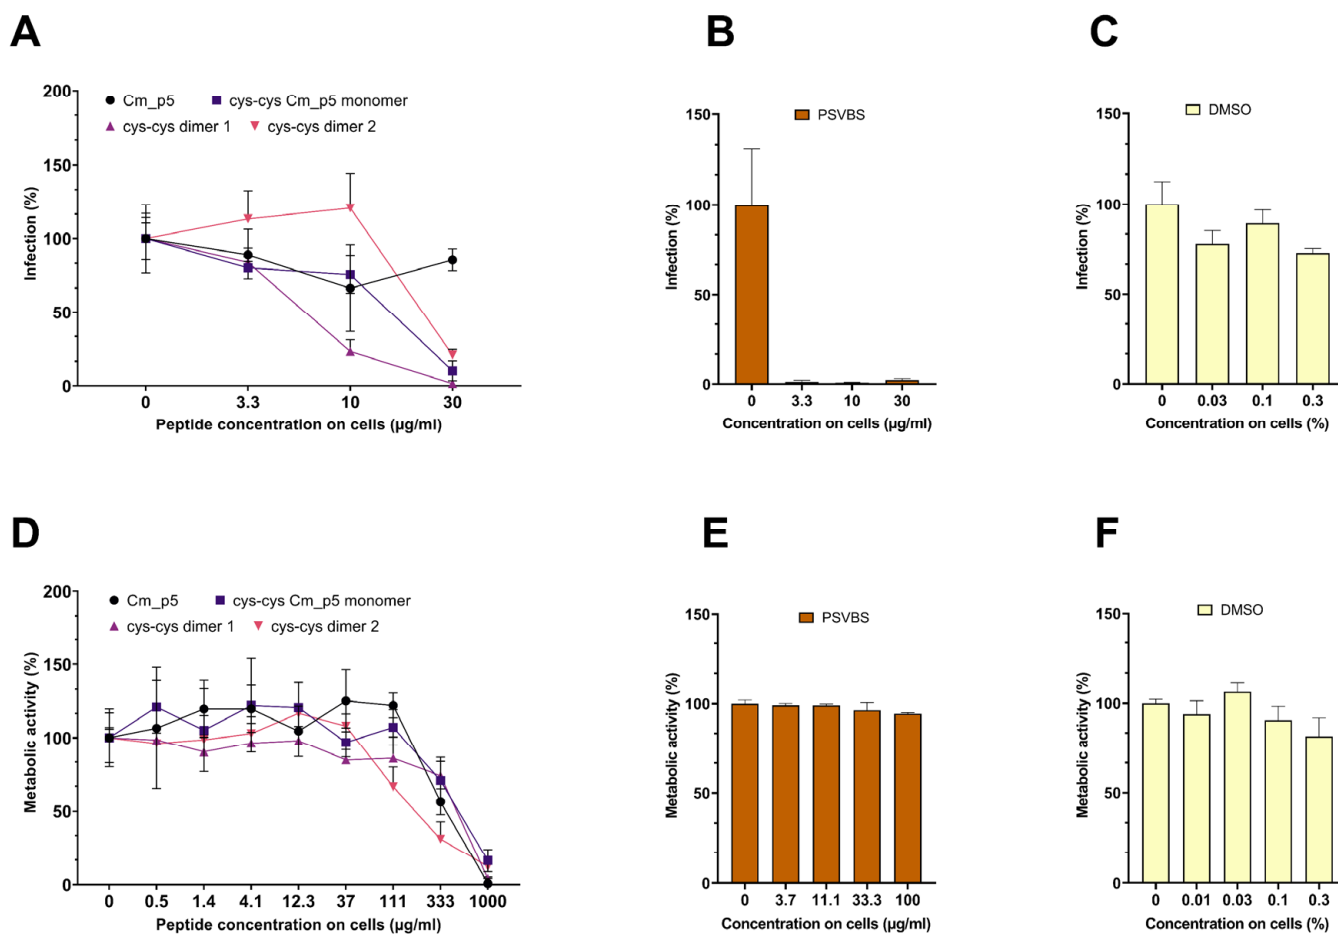 A
B
C
200
150
100
50
0
Infection (%)
Cm_p5
cys-cys Cm_p5 monomer
cys-cys dimer 1
cys-cys dimer 2
0 3.3 10 30
Peptide concentration on cells (µg/ml)
150
100
50
0
Infection (%)
PSVBS
0 3.3 10 30
Concentration on cells (µg/ml)
150
100
50
0
Infection (%)
DMSO
0 0.03 0.1 0.3
Concentration on cells (%)
D
E
F
200
150
100
50
0
Metabolic activity (%)
Cm_p5
cys-cys Cm_p5 monomer
cys-cys dimer 1
cys-cys dimer 2
0 0.5 1.4 4.1 12.3 37 111 333 1000
Peptide concentration on cells (µg/ml)
150
100
50
0
Metabolic activity (%)
PSVBS
0 3.7 11.1 33.3 100
Concentration on cells (µg/ml)
150
100
50
0
Metabolic activity (%)
DMSO
0 0.01 0.03 0.1 0.3
Concentration on cells (%)